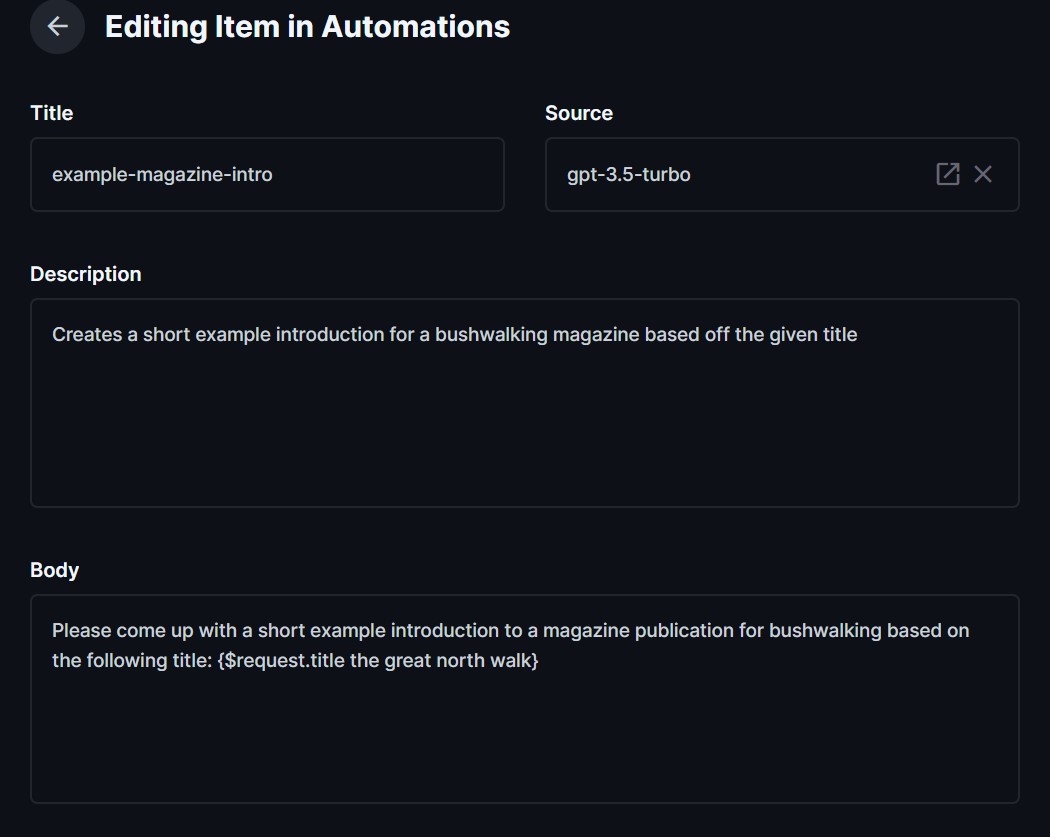 Editing Item in Automations
Title
Source
example-magazine-intro
gpt-3.5-turbo
Description
Creates a short example introduction for a bushwalking magazine based off the given title
Body
Please come up with a short example introduction to a magazine publication for bushwalking based on
the following title: {$request.title the great north walk}